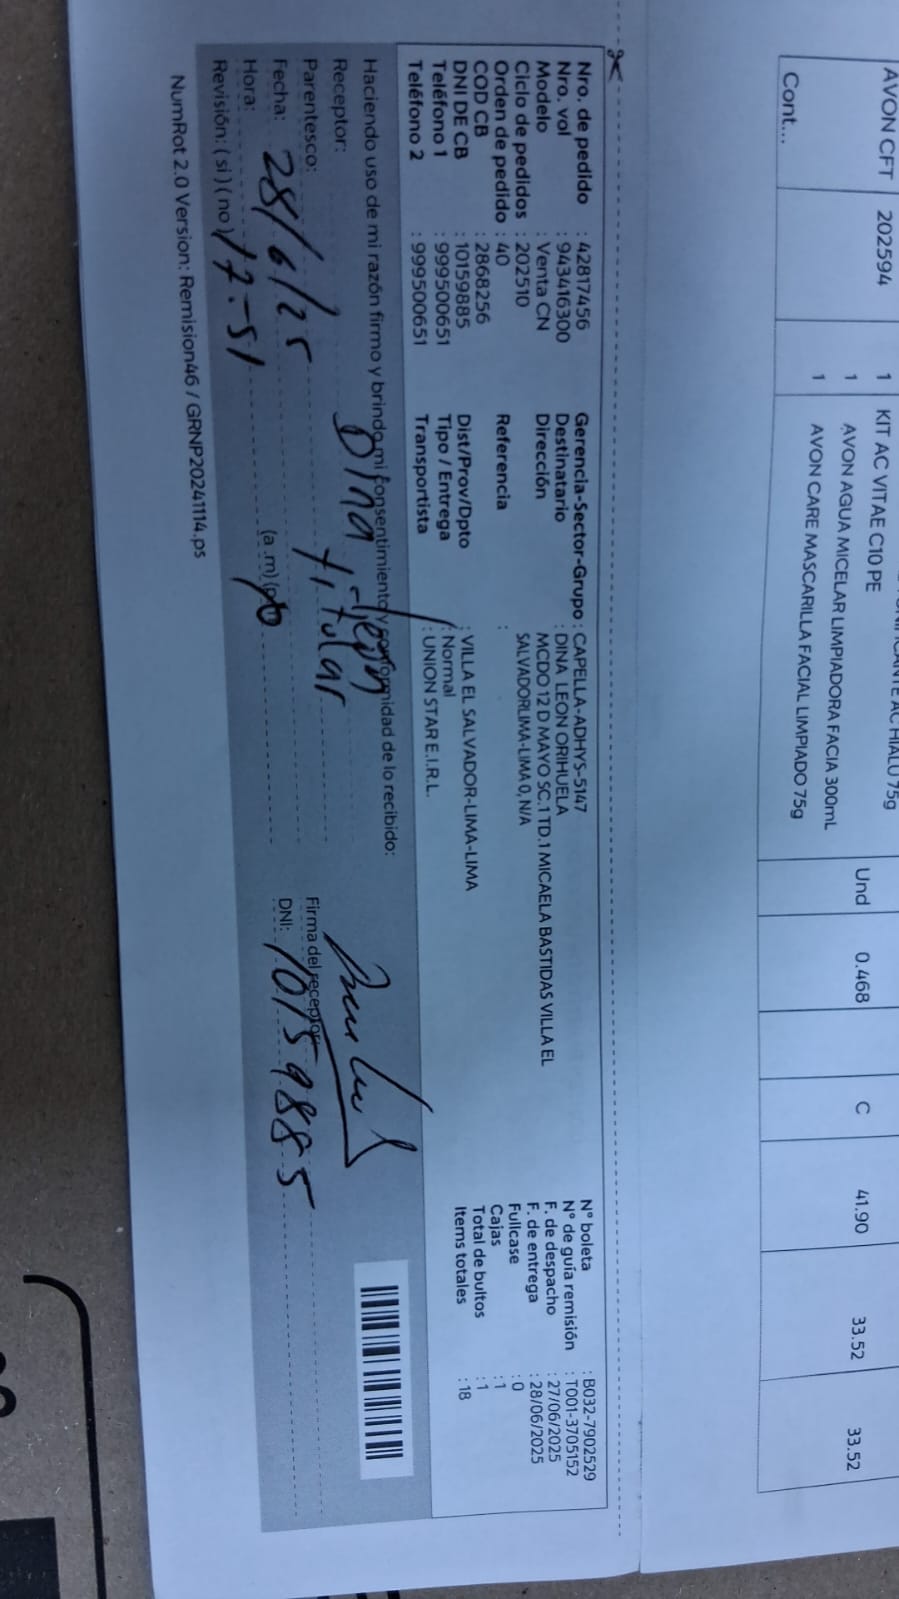 AVON CFT 202594 1 KIT AC VITAE C10 PE
75g
1 AVON AGUA MICELAR LIMPIADORA FACIA 300mL Und 0.468 C 41.90 33.52 33.52
1 AVON CARE MASCARILLA FACIAL LIMPIADO 75g
Cont...
Nro. de pedido : 42817456 Gerencia-Sector-Grupo : CAPELLA-ADHYS-5147 N° boleta : B032-7902529
Nro. vol : 943416300 Destinatario : DINA LEON ORIHUELA N° de guía remisión : T001-3705152
Modelo : Venta CN Dirección MCDO 12 D MAYO SC.1 TD.1 MICAELA BASTIDAS VILLA EL F. de despacho : 27/06/2025
Ciclo de pedidos : 202510 SALVADORLIMA-LIMA 0, N/A F. de entrega : 28/06/2025
Orden de pedido : 40 Referencia : Fullcase : 0
COD CB : 2868256 Cajas : 1
DNI DE CB : 10159885 Dist/Prov/Dpto : VILLA EL SALVADOR-LIMA-LIMA Total de bultos : 1
Teléfono 1 : 999500651 Tipo / Entrega : Normal Items totales : 18
Teléfono 2 : 999500651 Transportista : UNION STAR E.I.R.L.
Haciendo uso de mi razón firmo y brindo mi consentimiento y conformidad de lo recibido:
Receptor: Dina Leon
Parentesco: titular Firma del receptor:
Fecha: 28/6/25 DNI: 10159885
Hora: 17:51 (a.m)
Revisión: ( si ) ( no )
NumRot 2.0 Version: Remision46 / GRNP20241114.ps